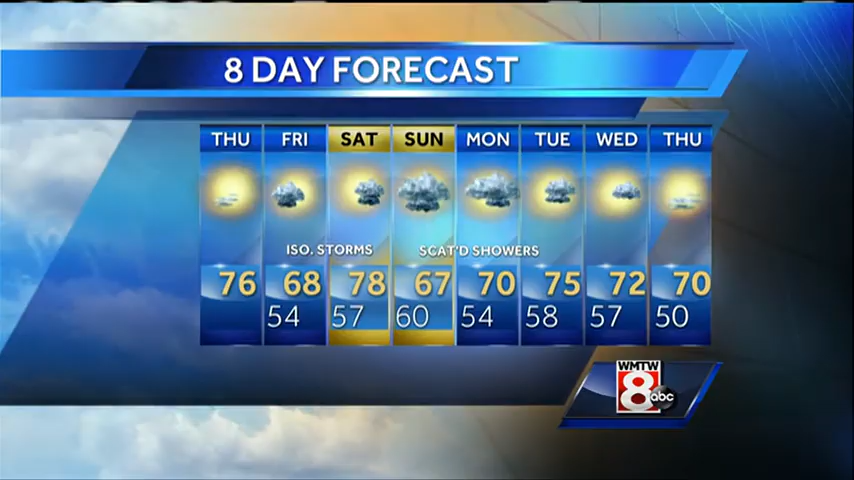 8 DAY FORECAST
THU FRI SAT SUN MON TUE WED THU
ISO. STORMS SCAT'D SHOWERS
76 68 78 67 70 75 72 70
54 57 60 54 58 57 50
WMTW
8 abc